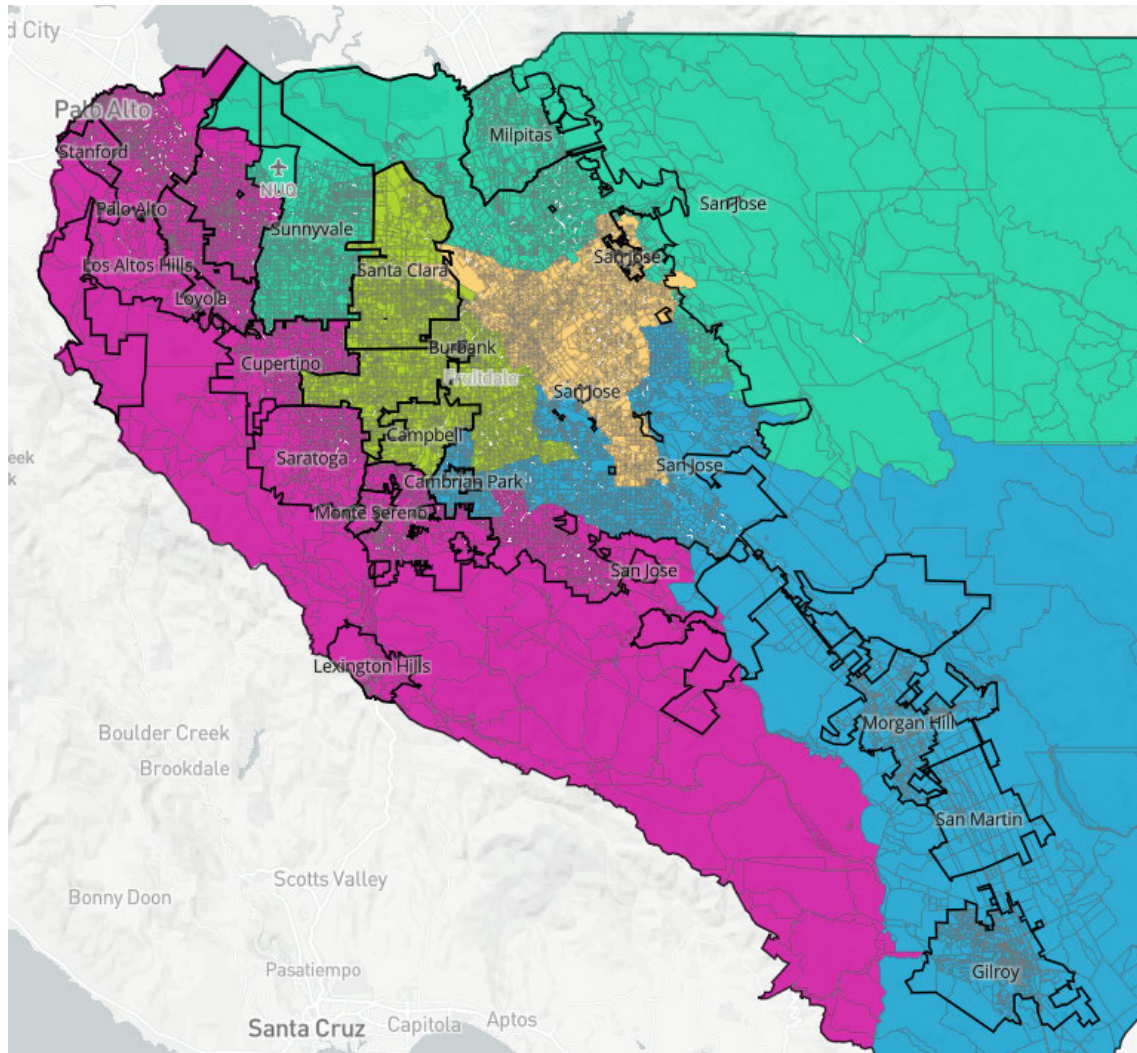 d City
Palo Alto
Milpitas
Stanford
NUQ
Palo Alto
San Jose
Sunnyvale
San Jose
Los Altos Hills
Santa Clara
Loyola
Burbank
Cupertino
Fruitdale
San Jose
Campbell
Saratoga
San Jose
eek
k
Cambrian Park
Monte Sereno
San Jose
Lexington Hills
Morgan Hill
Boulder Creek
Brookdale
San Martin
Scotts Valley
Bonny Doon
Pasatiempo
Gilroy
Santa Cruz
Capitola
Aptos